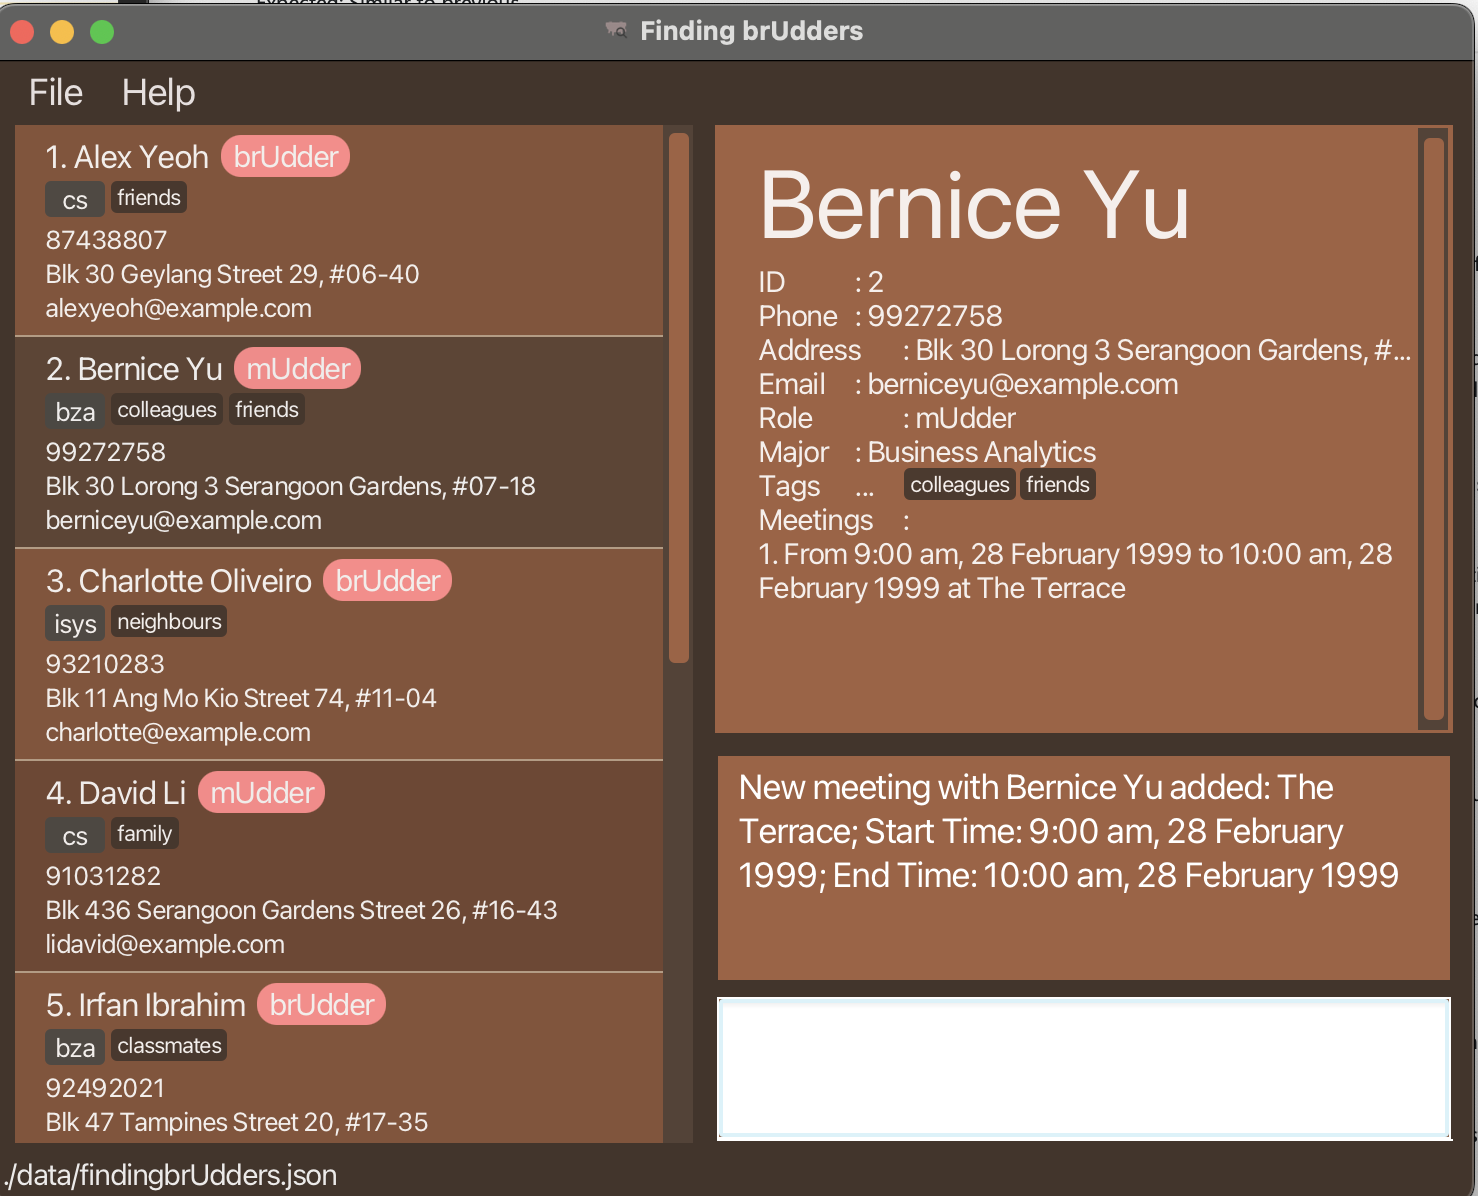 Finding brUdders
File Help
1. Alex Yeoh brUdder
cs friends
87438807
Blk 30 Geylang Street 29, #06-40
alexyeoh@example.com
2. Bernice Yu mUdder
bza colleagues friends
99272758
Blk 30 Lorong 3 Serangoon Gardens, #07-18
berniceyu@example.com
3. Charlotte Oliveiro brUdder
isys neighbours
93210283
Blk 11 Ang Mo Kio Street 74, #11-04
charlotte@example.com
4. David Li mUdder
cs family
91031282
Blk 436 Serangoon Gardens Street 26, #16-43
lidavid@example.com
5. Irfan Ibrahim brUdder
bza classmates
92492021
Blk 47 Tampines Street 20, #17-35
Bernice Yu
ID : 2
Phone : 99272758
Address : Blk 30 Lorong 3 Serangoon Gardens, #...
Email : berniceyu@example.com
Role : mUdder
Major : Business Analytics
Tags ... colleagues friends
Meetings :
1. From 9:00 am, 28 February 1999 to 10:00 am, 28
February 1999 at The Terrace
New meeting with Bernice Yu added: The
Terrace; Start Time: 9:00 am, 28 February
1999; End Time: 10:00 am, 28 February 1999
./data/findingbrUdders.json